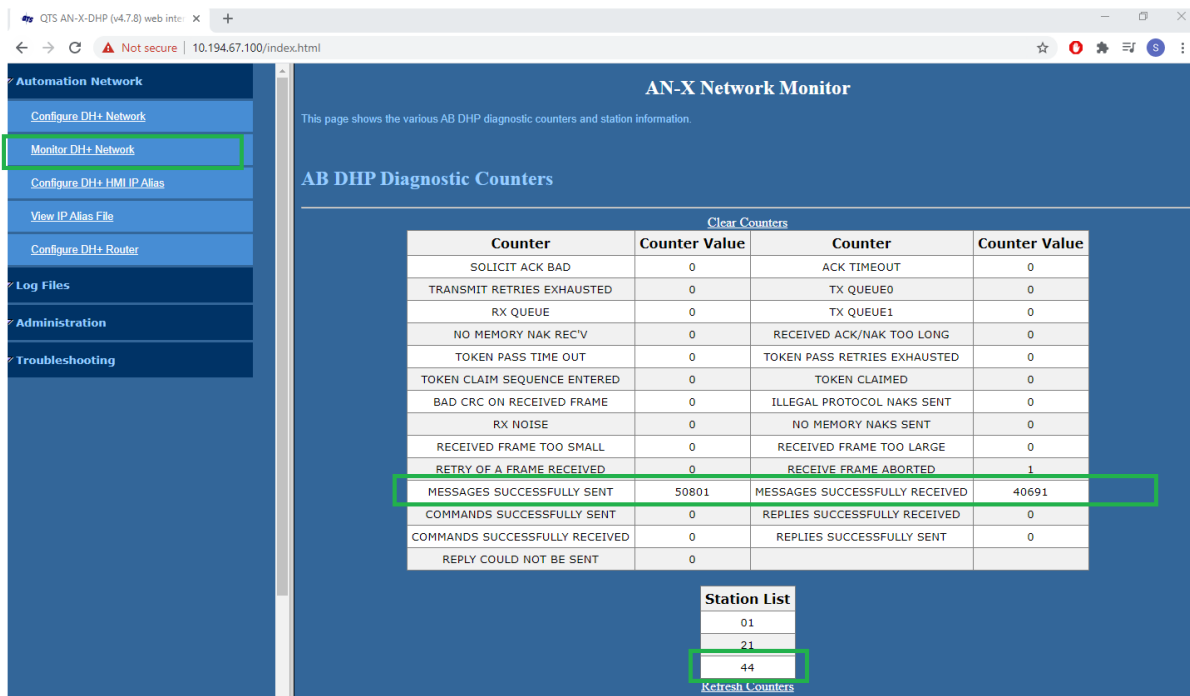 QTS AN-X-DHP (v4.7.8) web inte
Not secure | 10.194.67.100/index.html
S
Automation Network
Configure DH+ Network
Monitor DH+ Network
Configure DH+ HMI IP Alias
View IP Alias File
Configure DH+ Router
Log Files
Administration
Troubleshooting
AN-X Network Monitor
This page shows the various AB DHP diagnostic counters and station information.
AB DHP Diagnostic Counters
Clear Counters
Counter Counter Value Counter Counter Value
SOLICIT ACK BAD 0 ACK TIMEOUT 0
TRANSMIT RETRIES EXHAUSTED 0 TX QUEUE0 0
RX QUEUE 0 TX QUEUE1 0
NO MEMORY NAK REC'V 0 RECEIVED ACK/NAK TOO LONG 0
TOKEN PASS TIME OUT 0 TOKEN PASS RETRIES EXHAUSTED 0
TOKEN CLAIM SEQUENCE ENTERED 0 TOKEN CLAIMED 0
BAD CRC ON RECEIVED FRAME 0 ILLEGAL PROTOCOL NAKS SENT 0
RX NOISE 0 NO MEMORY NAKS SENT 0
RECEIVED FRAME TOO SMALL 0 RECEIVED FRAME TOO LARGE 0
RETRY OF A FRAME RECEIVED 0 RECEIVE FRAME ABORTED 1
MESSAGES SUCCESSFULLY SENT 50801 MESSAGES SUCCESSFULLY RECEIVED 40691
COMMANDS SUCCESSFULLY SENT 0 REPLIES SUCCESSFULLY RECEIVED 0
COMMANDS SUCCESSFULLY RECEIVED 0 REPLIES SUCCESSFULLY SENT 0
REPLY COULD NOT BE SENT 0
Station List
01
21
44
Refresh Counters